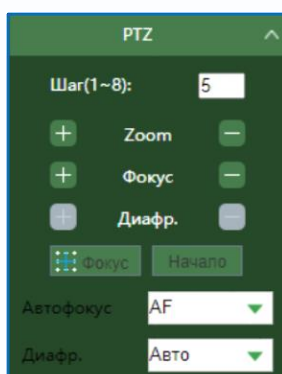 PTZ
Шаг(1~8): 5
+ Zoom −
+ Фокус −
+ Диафр. −
Фокус Начало
Автофокус AF
Диафр. Авто